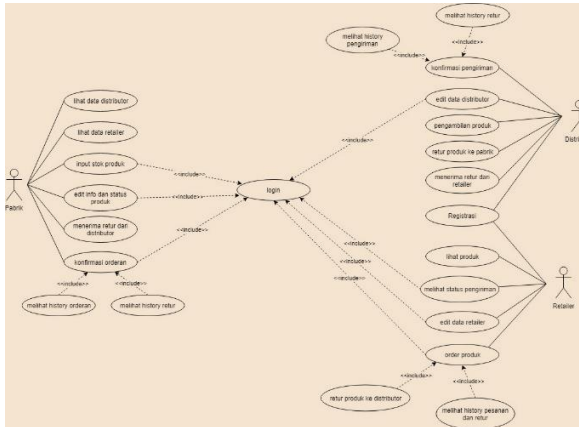 melihat history retur
<<include>>
melihat history
pengiriman
<<include>>
konfirmasi pengiriman
lihat data distributor
edit data distributor
lihat data retailer
pengambilan produk
<<include>>
input stok produk
retur produk ke pabrik
<<include>>
menerima retur dari
retailer
login
edit info dan status
produk
<<include>>
Pabrik
menerima retur dari
distributor
Registrasi
<<include>>
konfirmasi orderan
<<include>>
lihat produk
<<include>>
<<include>>
<<include>>
melihat status pengiriman
melihat history orderan
melihat history retur
Retailer
<<include>>
edit data retailer
<<include>>
order produk
<<include>>
<<include>>
retur produk ke distributor
melihat history pesanan
dan retur